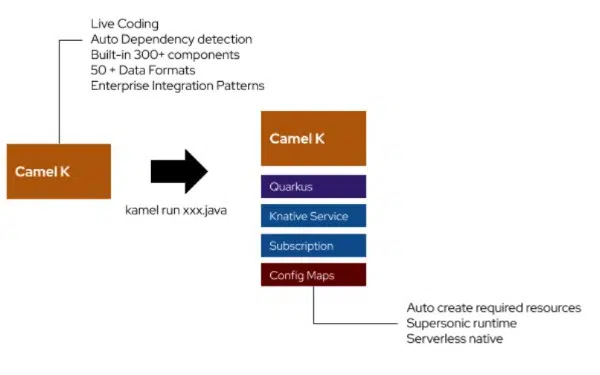 Live Coding
Auto Dependency detection
Built-in 300+ components
50 + Data Formats
Enterprise Integration Patterns
Camel K
kamel run xxx.java
Camel K
Quarkus
Knative Service
Subscription
Config Maps
Auto create required resources
Supersonic runtime
Serverless native